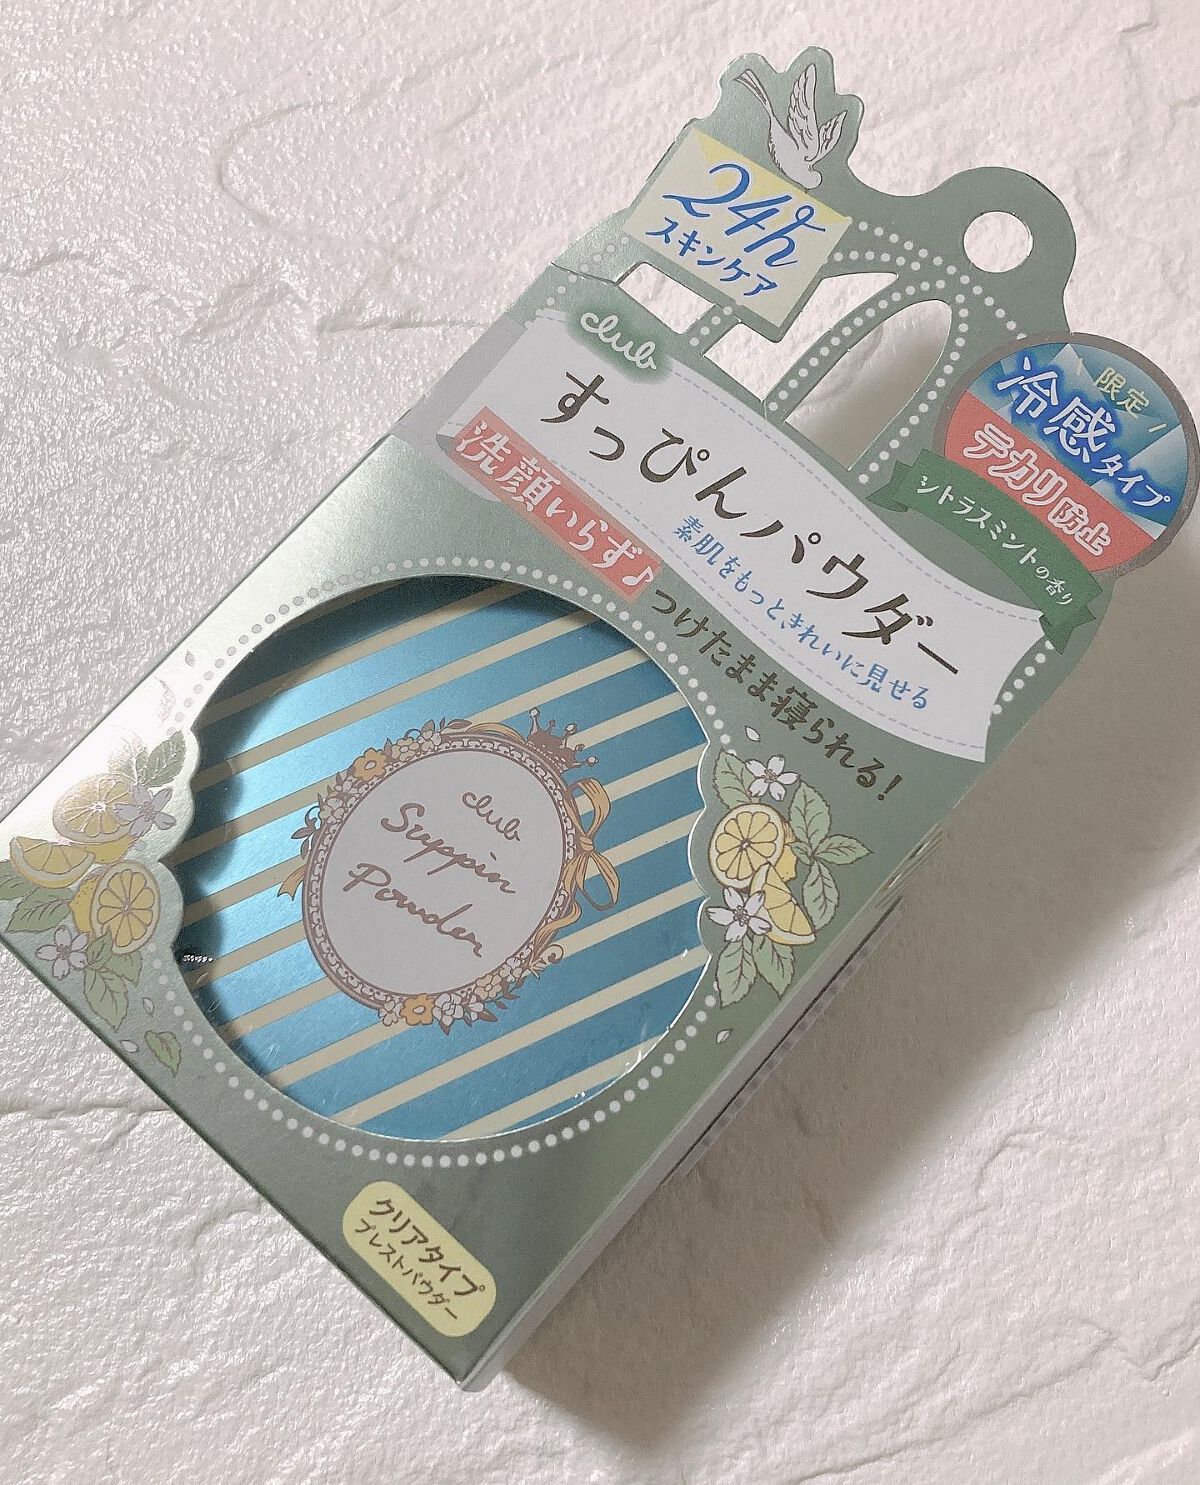 24h
スキンケア
club
すっぴんパウダー
素肌をもっと、きれいに見せる
洗顔いらず♪
つけたまま寝られる!
限定
冷感タイプ
テカリ防止
シトラスミントの香り
club
Suppin
Powder
クリアタイプ
プレストパウダー